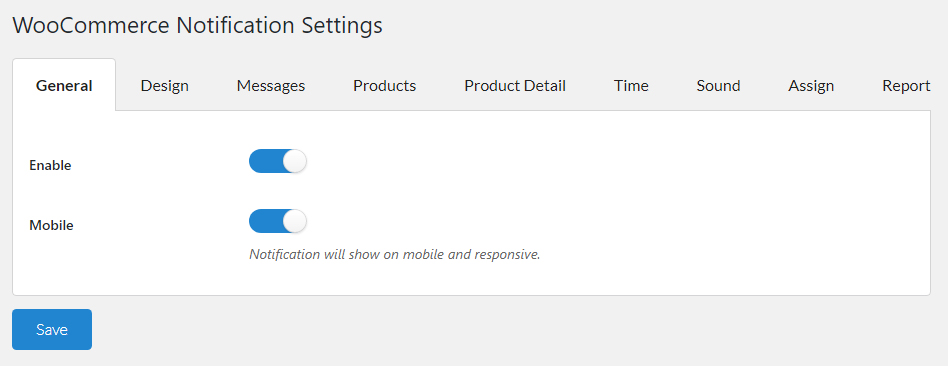 WooCommerce Notification Settings
General Design Messages Products Product Detail Time Sound Assign Report
Enable
Mobile
Notification will show on mobile and responsive.
Save